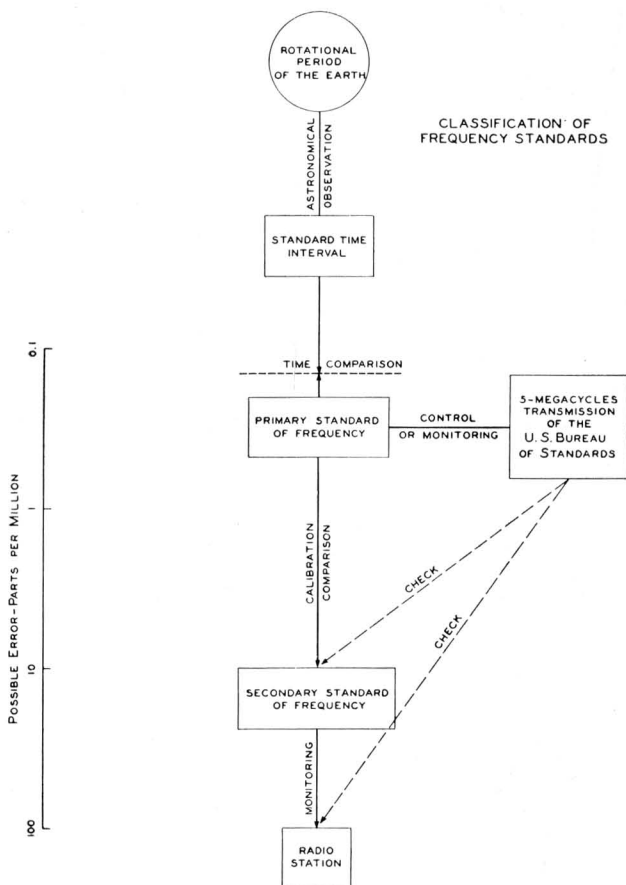 ROTATIONAL
PERIOD
OF THE EARTH
CLASSIFICATION OF
FREQUENCY STANDARDS
ASTRONOMICAL
OBSERVATION
STANDARD TIME
INTERVAL
0.1
TIME COMPARISON
PRIMARY STANDARD
OF FREQUENCY
CONTROL
OR MONITORING
5-MEGACYCLES
TRANSMISSION
OF THE
U. S. BUREAU
OF STANDARDS
1
CALIBRATION
COMPARISON
CHECK
CHECK
POSSIBLE ERROR-PARTS PER MILLION
10
SECONDARY STANDARD
OF FREQUENCY
MONITORING
100
RADIO
STATION